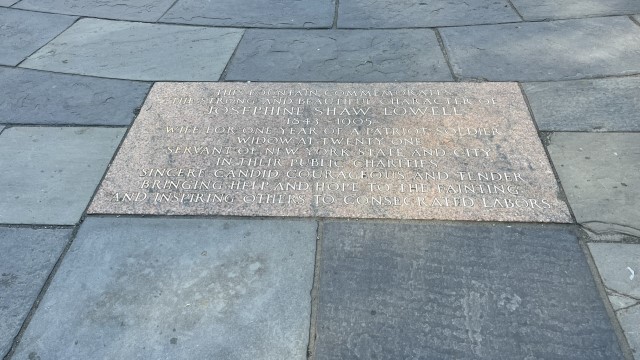 THIS FOUNTAIN COMMEMORATES
THE STRONG AND BEAUTIFUL CHARACTER OF
JOSEPHINE SHAW LOWELL
1843–1905
WIFE FOR ONE YEAR OF A PATRIOT SOLDIER
WIDOW AT TWENTY ONE
SERVANT OF NEW YORK STATE AND CITY
IN THEIR PUBLIC CHARITIES
SINCERE CANDID COURAGEOUS AND TENDER
BRINGING HELP AND HOPE TO THE FAINTING
AND INSPIRING OTHERS TO CONSECRATED LABORS